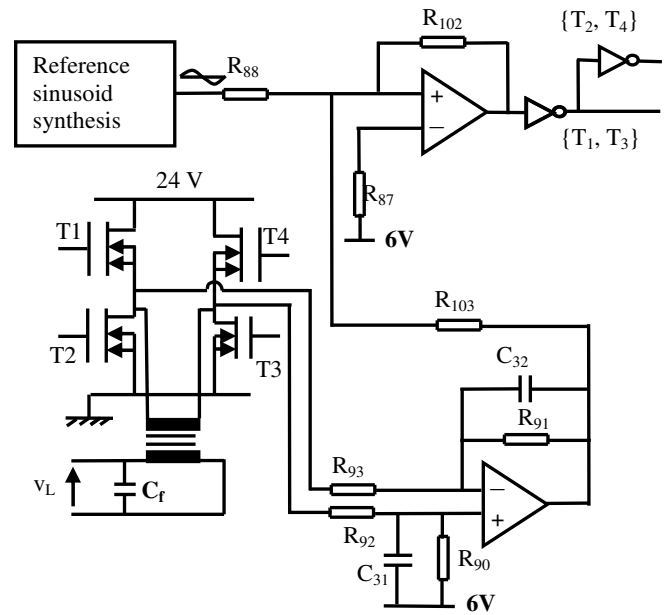 R102
{T2, T4}
Reference
sinusoid
synthesis
R88
+
−
{T1, T3}
R87
6V
24 V
T1
T4
T2
T3
R103
C32
R91
R93
−
+
R92
C31
R90
6V
vL
Cf